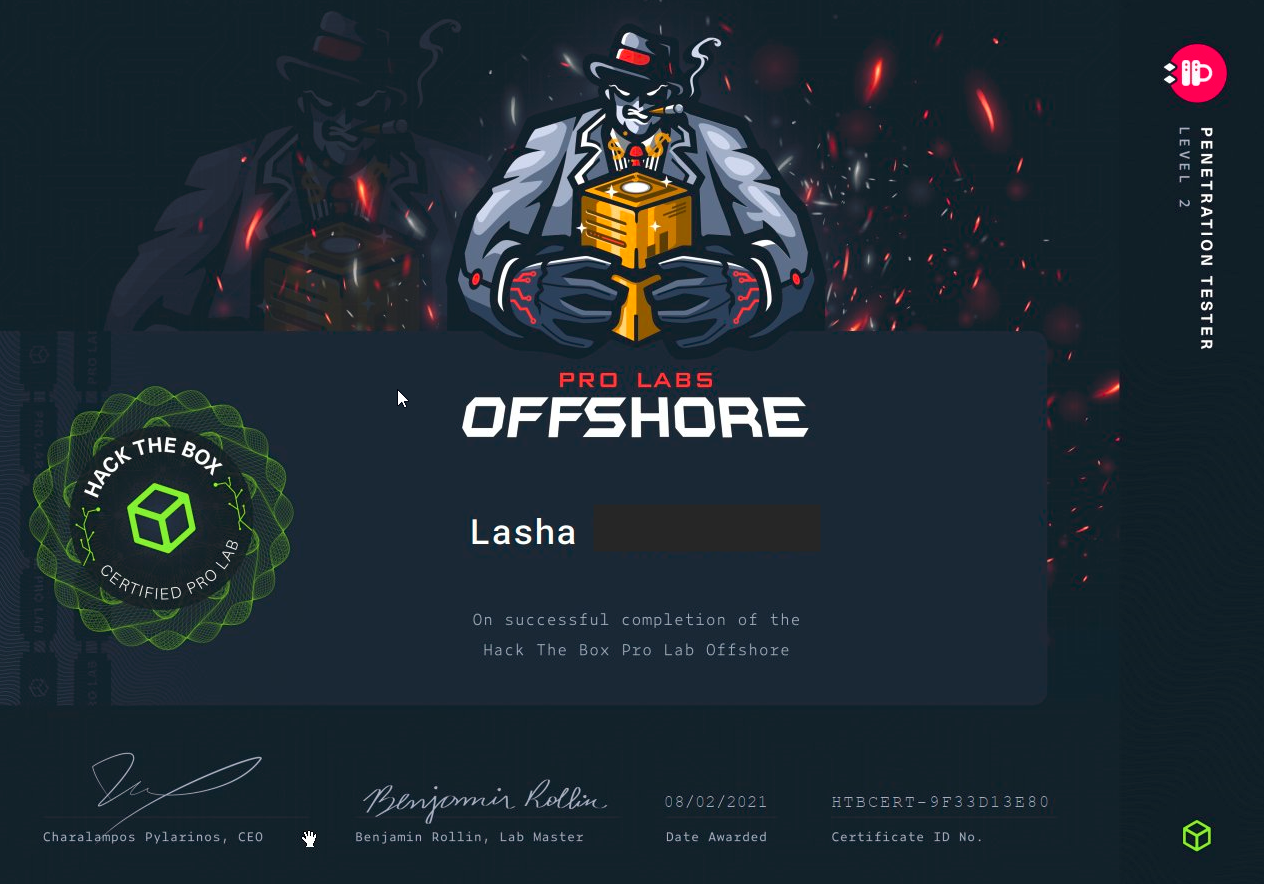 PENETRATION TESTER
LEVEL 2
PRO LABS
OFFSHORE
HACK THE BOX
CERTIFIED PRO LAB
Lasha
On successful completion of the
Hack The Box Pro Lab Offshore
Benjamin Rollin
08/02/2021
HTBCERT-9F33D13E80
Charalampos Pylarinos, CEO
Benjamin Rollin, Lab Master
Date Awarded
Certificate ID No.